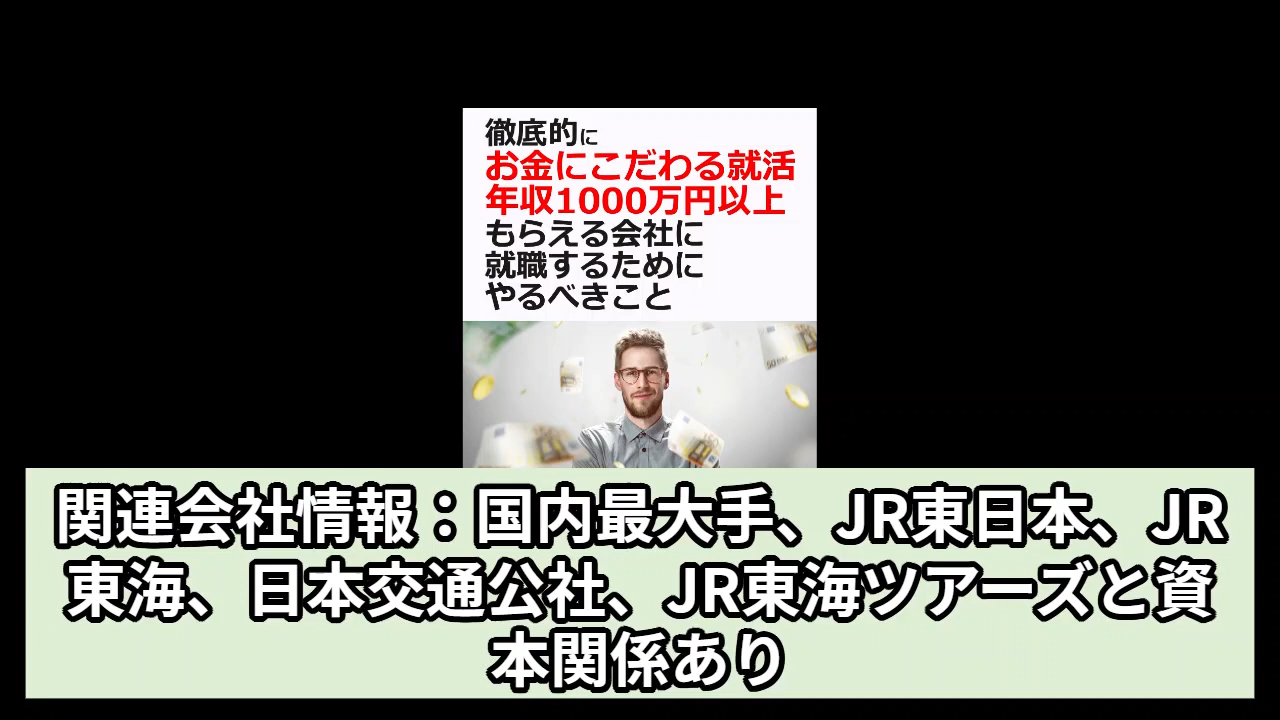 徹底的に
お金にこだわる就活
年収1000万円以上
もらえる会社に
就職するために
やるべきこと
関連会社情報：国内最大手、JR東日本、JR
東海、日本交通公社、JR東海ツアーズと資
本関係あり